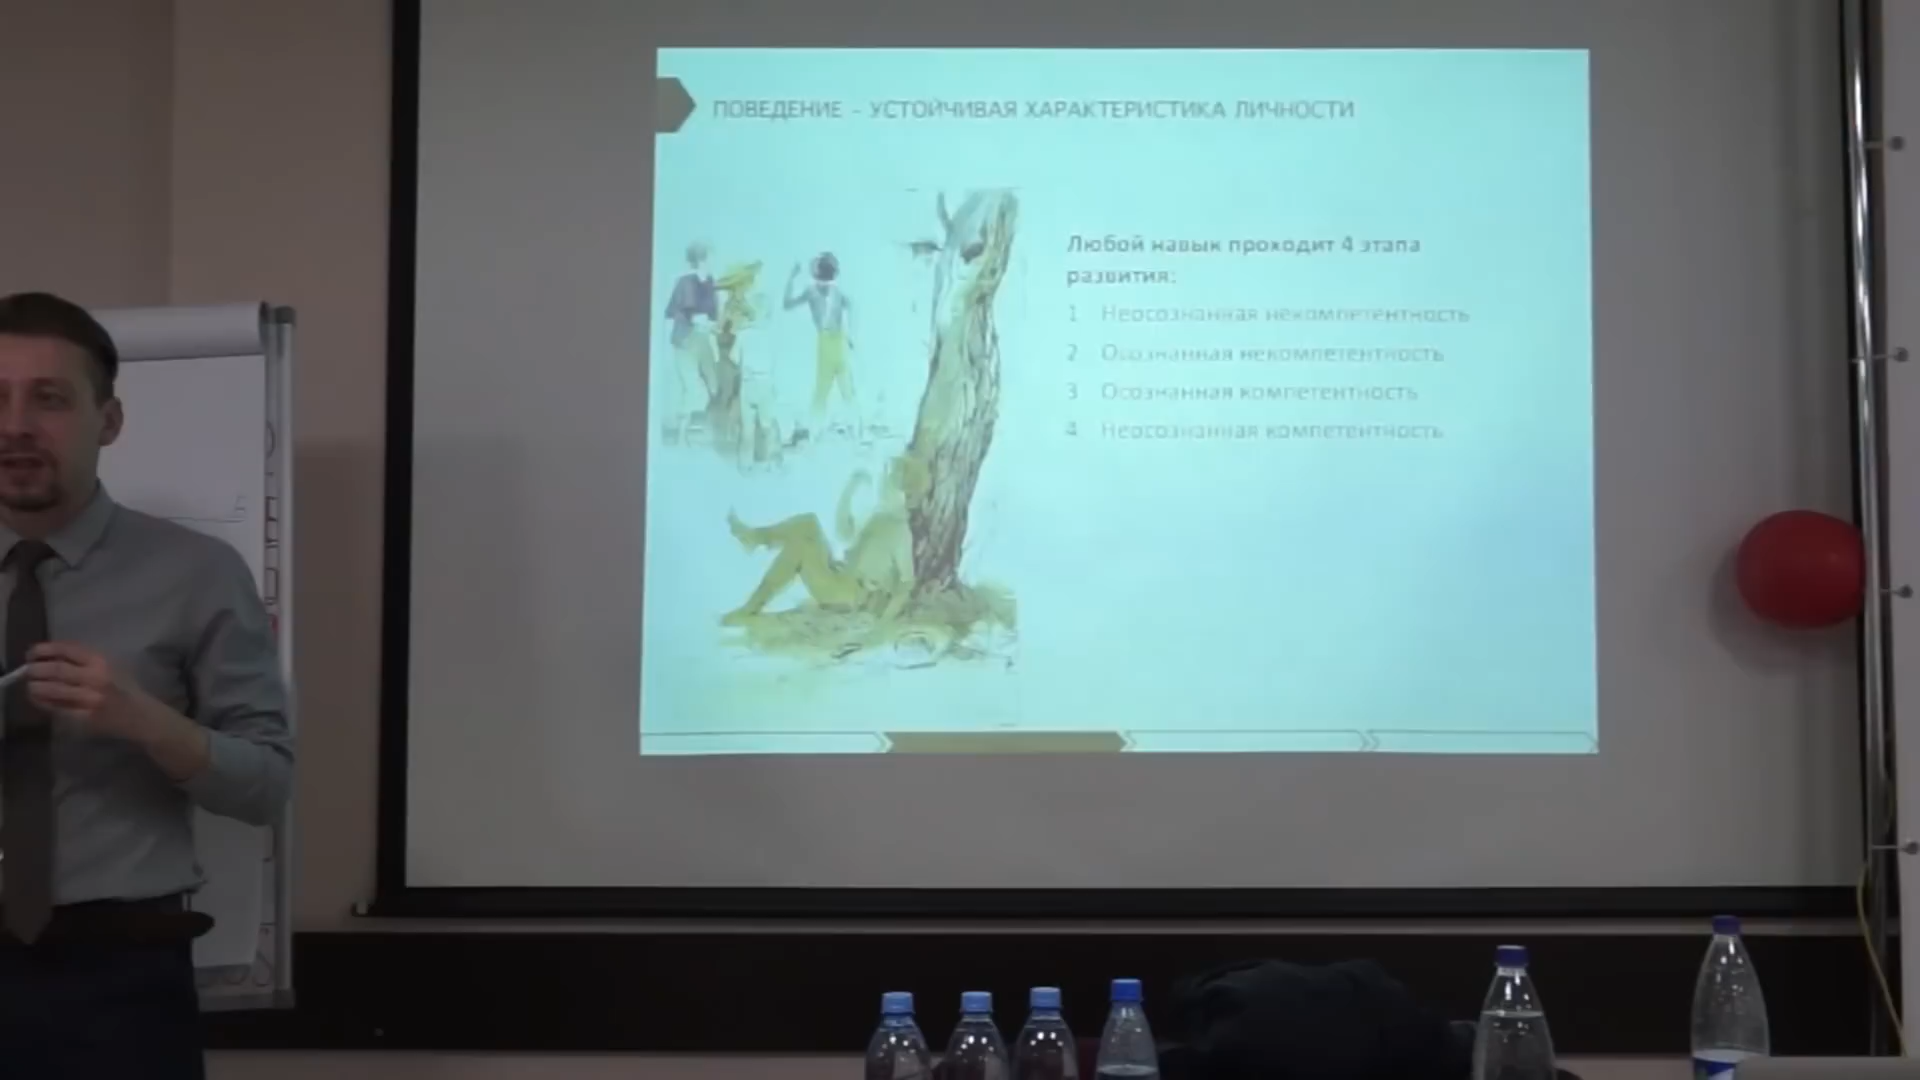 ПОВЕДЕНИЕ – УСТОЙЧИВАЯ ХАРАКТЕРИСТИКА ЛИЧНОСТИ
Любой навык проходит 4 этапа
развития:
1 Неосознанная некомпетентность
2 Осознанная некомпетентность
3 Осознанная компетентность
4 Неосознанная компетентность